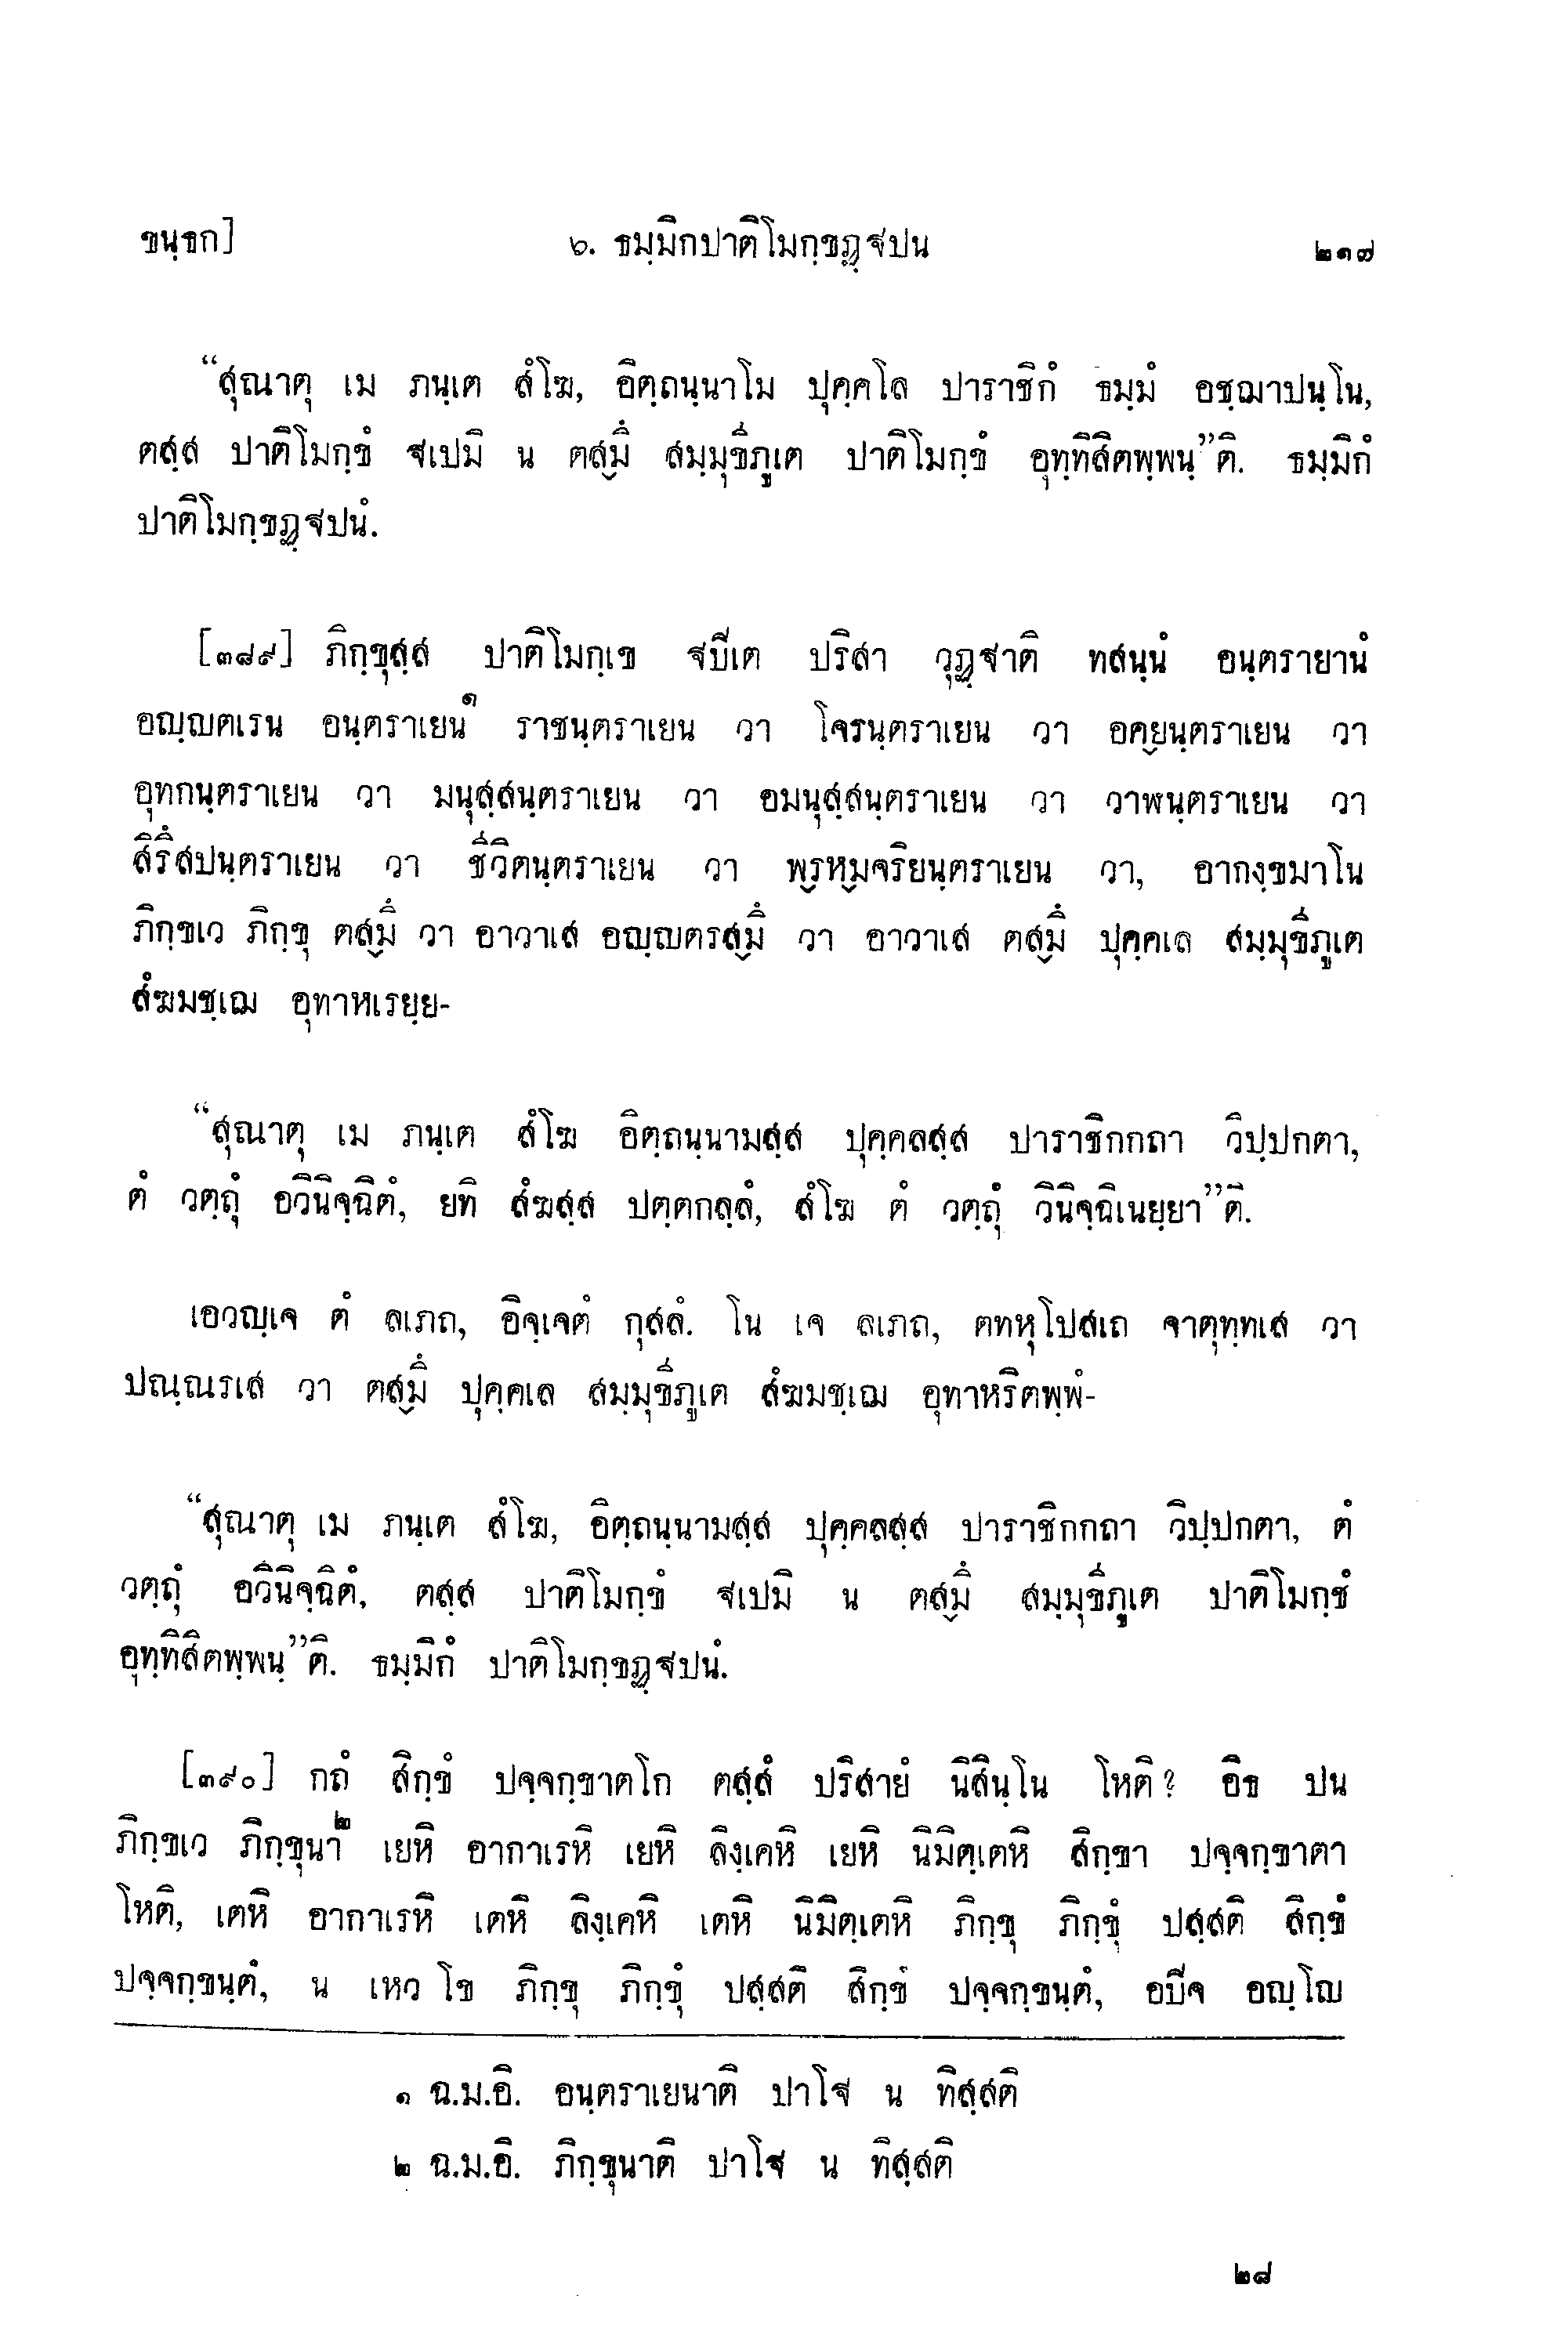 ขนฺธก] ๖. ธมฺมิกปาติโมกฺขฏฺฐปน ๒๑๗
“สุณาตุ เม ภนฺเต สํโฆ, อิตฺถนฺนาโม ปุคฺคโล ปาราชิกํ ธมฺมํ อชฺฌาปนฺโน,
ตสฺส ปาติโมกฺขํ ฐเปมิ น ตสฺมึ สมฺมุขีภูเต ปาติโมกฺขํ อุทฺทิสิตพฺพนฺ”ติ. ธมฺมิกํ
ปาติโมกฺขฏฺฐปนํ.
[๓๘๙] ภิกฺขุสฺส ปาติโมกฺเข ฐปิเต ปริสา วุฏฺฐาติ ทสนฺนํ อนฺตรายานํ
อญฺญตเรน อนฺตราเยน๑ ราชนฺตราเยน วา โจรนฺตราเยน วา อคฺยนฺตราเยน วา
อุทกนฺตราเยน วา มนุสฺสนฺตราเยน วา อมนุสฺสนฺตราเยน วา วาฬนฺตราเยน วา
สิรึสปนฺตราเยน วา ชีวิตนฺตราเยน วา พฺรหฺมจริยนฺตราเยน วา, อากงฺขมาโน
ภิกฺขเว ภิกฺขุ ตสฺมึ วา อาวาเส อญฺญตรสฺมึ วา อาวาเส ตสฺมึ ปุคฺคเล สมฺมุขีภูเต
สํฆมชฺเฌ อุทาหเรยฺย-
“สุณาตุ เม ภนฺเต สํโฆ อิตฺถนฺนามสฺส ปุคฺคลสฺส ปาราชิกกถา วิปฺปกตา,
ตํ วตฺถุํ อวินิจฺฉิตํ, ยทิ สํฆสฺส ปตฺตกลฺลํ, สํโฆ ตํ วตฺถุํ วินิจฺฉิเนยฺยา”ติ.
เอวญฺเจ ตํ ลเภถ, อิจฺเจตํ กุสลํ. โน เจ ลเภถ, ตทหุโปสเถ จาตุทฺทเส วา
ปณฺณรเส วา ตสฺมึ ปุคฺคเล สมฺมุขีภูเต สํฆมชฺเฌ อุทาหริตพฺพํ-
“สุณาตุ เม ภนฺเต สํโฆ, อิตฺถนฺนามสฺส ปุคฺคลสฺส ปาราชิกกถา วิปฺปกตา, ตํ
วตฺถุํ อวินิจฺฉิตํ, ตสฺส ปาติโมกฺขํ ฐเปมิ น ตสฺมึ สมฺมุขีภูเต ปาติโมกฺขํ
อุทฺทิสิตพฺพนฺ”ติ. ธมฺมิกํ ปาติโมกฺขฏฺฐปนํ.
[๓๙๐] กถํ สิกฺขํ ปจฺจกฺขาตโก ตสฺสํ ปริสายํ นิสินฺโน โหติ? อิธ ปน
ภิกฺขเว ภิกฺขุนา๒ เยหิ อากาเรหิ เยหิ ลิงฺเคหิ เยหิ นิมิตฺเตหิ สิกฺขา ปจฺจกฺขาตา
โหติ, เตหิ อากาเรหิ เตหิ ลิงฺเคหิ เตหิ นิมิตฺเตหิ ภิกฺขุ ภิกฺขุํ ปสฺสติ สิกฺขํ
ปจฺจกฺขนฺตํ, น เหว โข ภิกฺขุ ภิกฺขุํ ปสฺสติ สิกฺขํ ปจฺจกฺขนฺตํ, อปิจ อญฺโญ
๑ ฉ.ม.อิ. อนฺตราเยนาติ ปาโฐ น ทิสฺสติ
๒ ฉ.ม.อิ. ภิกฺขุนาติ ปาโฐ น ทิสฺสติ
๒๘